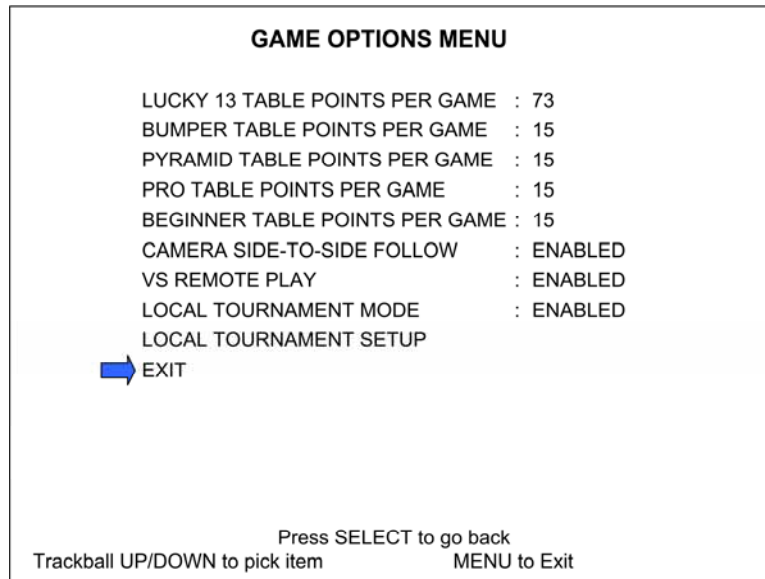 GAME OPTIONS MENU
LUCKY 13 TABLE POINTS PER GAME : 73
BUMPER TABLE POINTS PER GAME : 15
PYRAMID TABLE POINTS PER GAME : 15
PRO TABLE POINTS PER GAME : 15
BEGINNER TABLE POINTS PER GAME : 15
CAMERA SIDE-TO-SIDE FOLLOW : ENABLED
VS REMOTE PLAY : ENABLED
LOCAL TOURNAMENT MODE : ENABLED
LOCAL TOURNAMENT SETUP
EXIT
Press SELECT to go back
Trackball UP/DOWN to pick item MENU to Exit